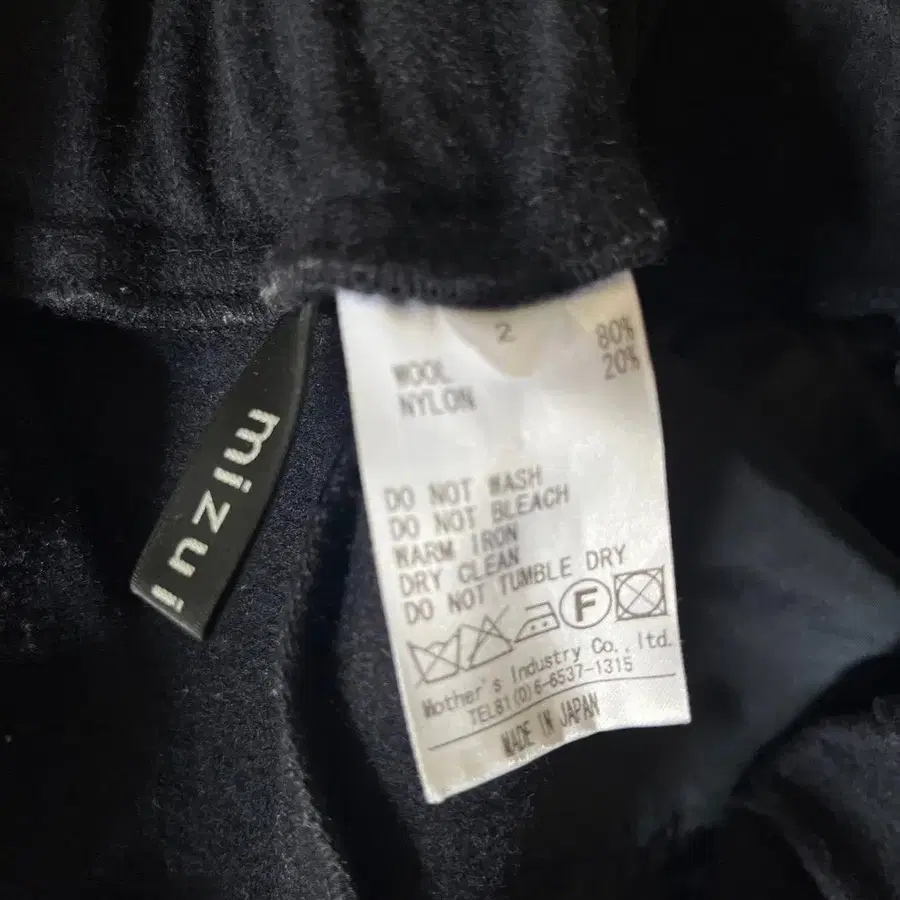 mizui
2
WOOL 80%
NYLON 20%
DO NOT WASH
DO NOT BLEACH
WARM IRON
DRY CLEAN
DO NOT TUMBLE DRY
F
Mother's Industry Co.,ltd.
TEL81(0)6-6537-1315
MADE IN JAPAN